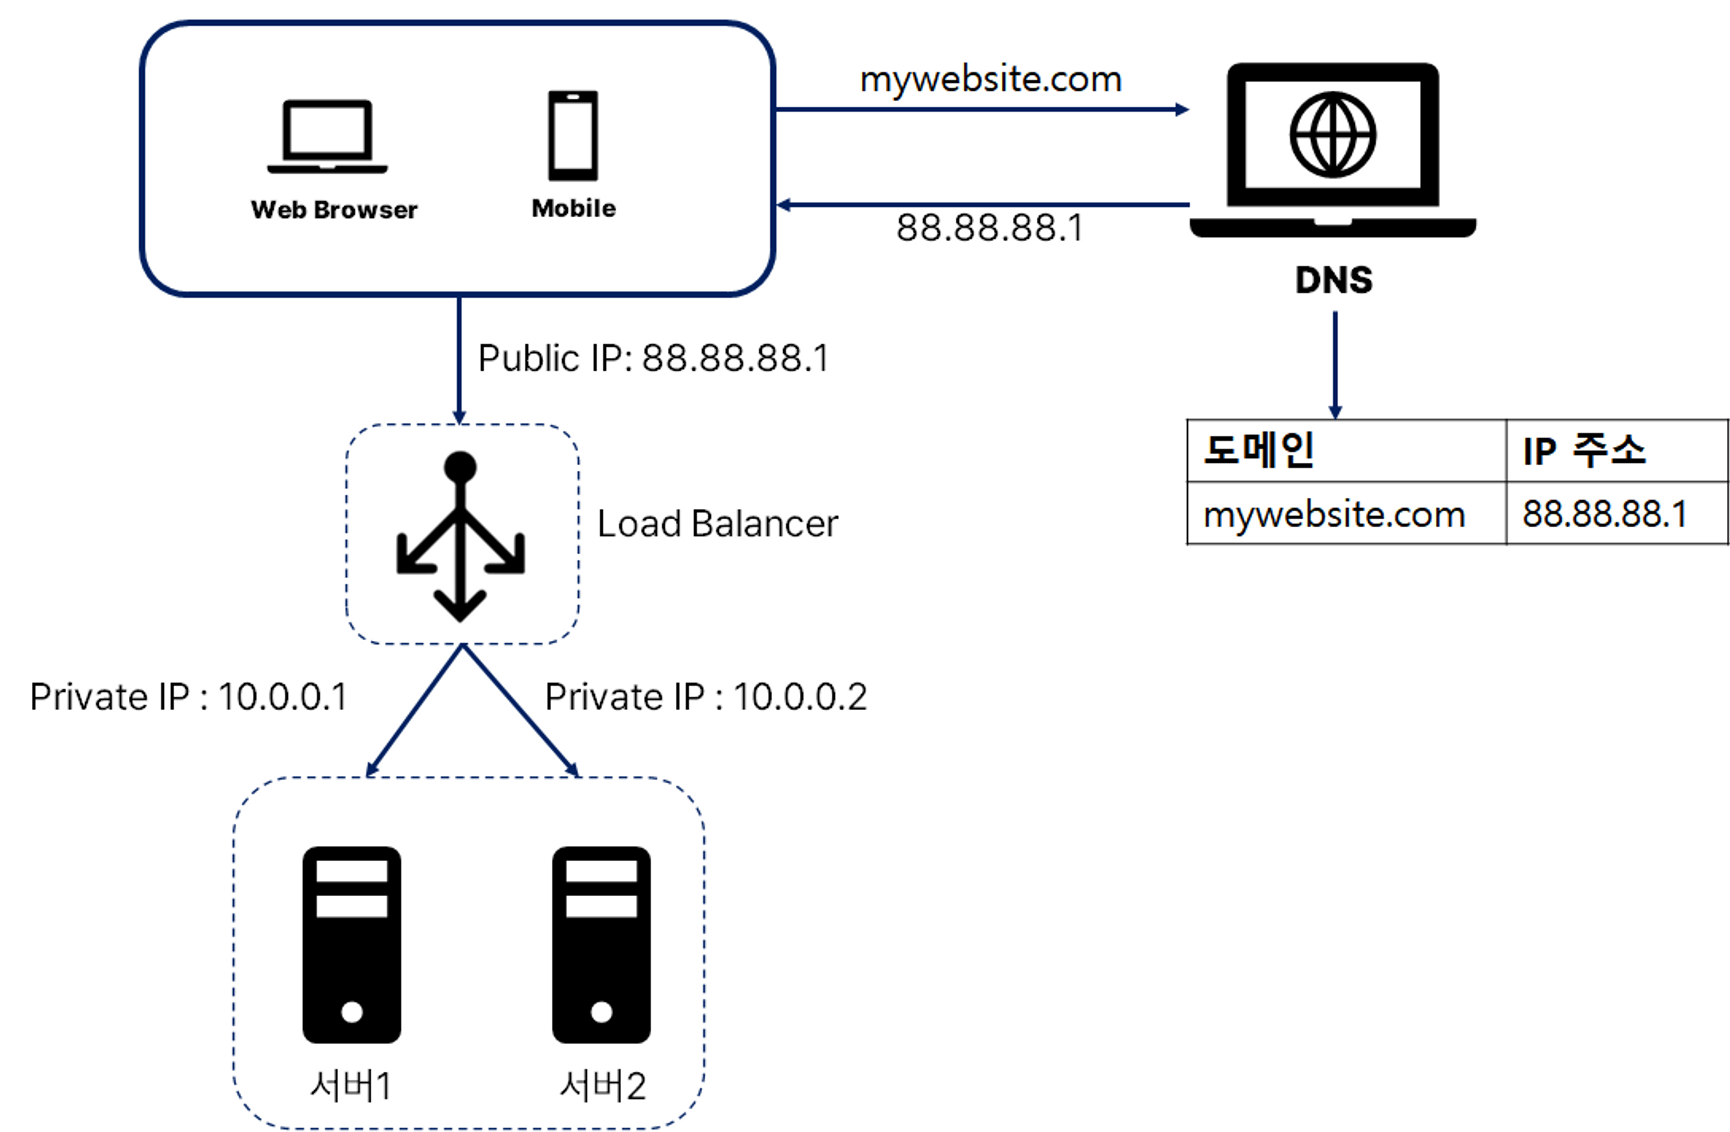 mywebsite.com
Web Browser
Mobile
88.88.88.1
DNS
Public IP: 88.88.88.1
도메인
IP 주소
mywebsite.com
88.88.88.1
Load Balancer
Private IP : 10.0.0.1
Private IP : 10.0.0.2
서버1
서버2